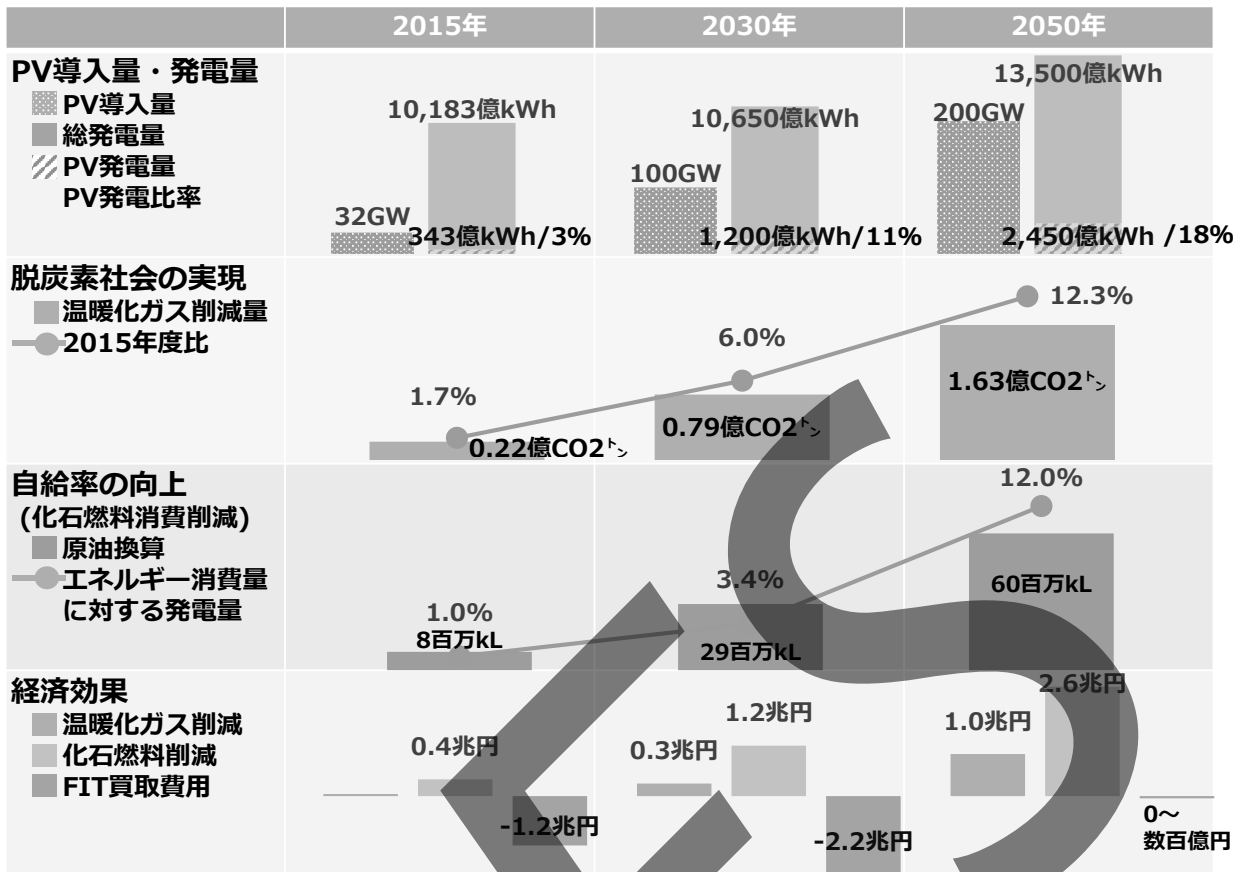 2015年
2030年
2050年
PV導入量・発電量
PV導入量
総発電量
PV発電量
PV発電比率
32GW
10,183億kWh
343億kWh/3%
100GW
10,650億kWh
1,200億kWh/11%
200GW
13,500億kWh
2,450億kWh /18%
脱炭素社会の実現
温暖化ガス削減量
2015年度比
1.7%
0.22億CO2トン
6.0%
0.79億CO2トン
12.3%
1.63億CO2トン
自給率の向上
(化石燃料消費削減)
原油換算
エネルギー消費量
に対する発電量
1.0%
8百万kL
3.4%
29百万kL
12.0%
60百万kL
経済効果
温暖化ガス削減
化石燃料削減
FIT買取費用
0.4兆円
-1.2兆円
0.3兆円
1.2兆円
-2.2兆円
1.0兆円
2.6兆円
0～
数百億円